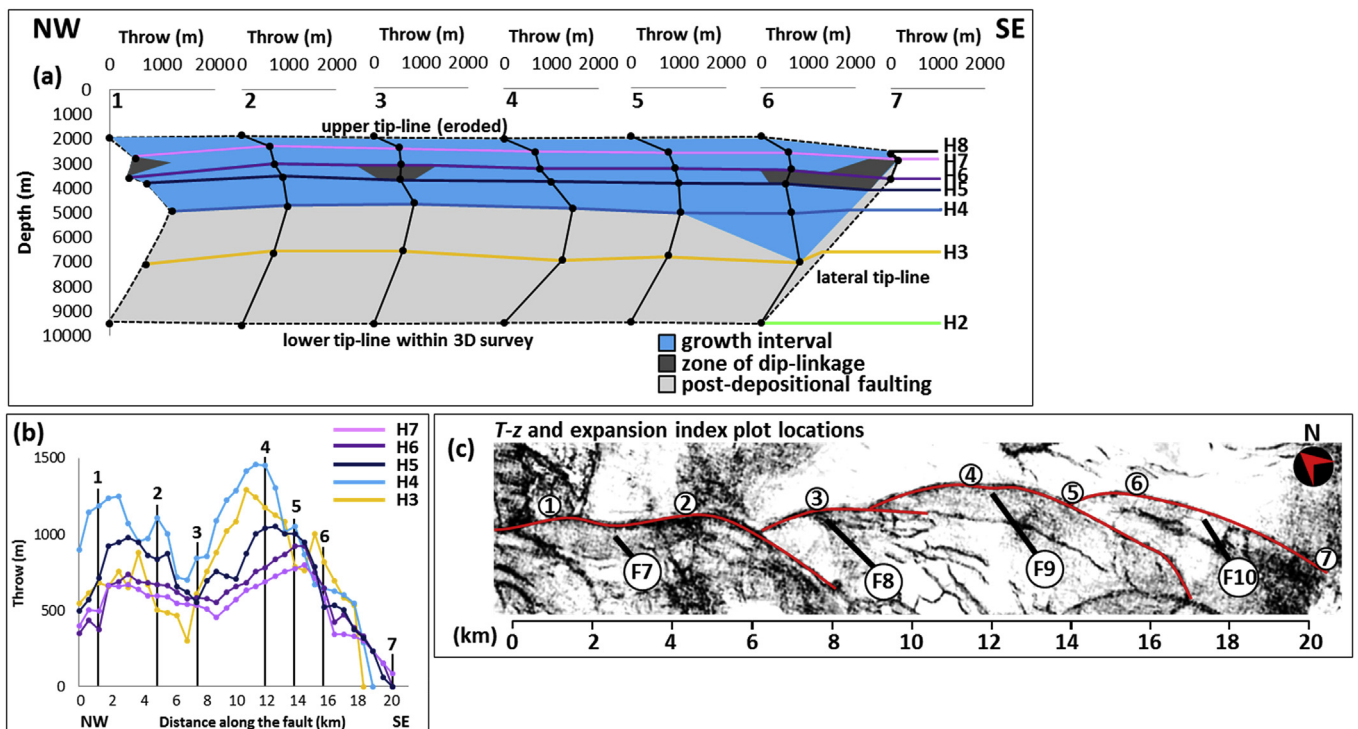 NW
SE
Throw (m) Throw (m) Throw (m) Throw (m) Throw (m) Throw (m) Throw (m)
0 1000 2000 0 1000 2000 0 1000 2000 0 1000 2000 0 1000 2000 0 1000 2000 0 1000 2000
(a)
1 2 3 4 5 6 7
Depth (m)
0
1000
2000
3000
4000
5000
6000
7000
8000
9000
10000
upper tip-line (eroded)
H8
H7
H6
H5
H4
H3
lateral tip-line
H2
lower tip-line within 3D survey
growth interval
zone of dip-linkage
post-depositional faulting
(b)
H7
H6
H5
H4
H3
Throw (m)
1500
1000
500
0
1 2 3 4 5 6 7
0 2 4 6 8 10 12 14 16 18 20
NW Distance along the fault (km) SE
(c)
T-z and expansion index plot locations
N
1 2 3 4 5 6 7
F7 F8 F9 F10
(km) 0 2 4 6 8 10 12 14 16 18 20